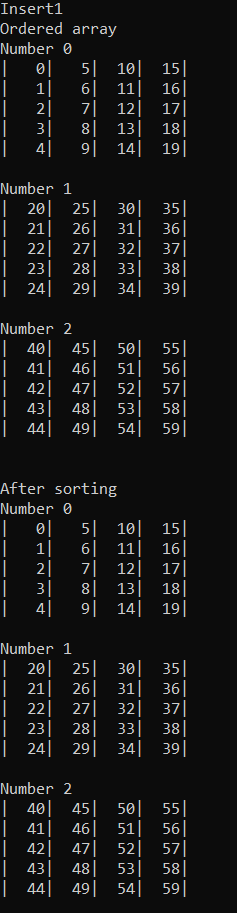 Insert1
Ordered array
Number 0
|   0|   5|  10|  15|
|   1|   6|  11|  16|
|   2|   7|  12|  17|
|   3|   8|  13|  18|
|   4|   9|  14|  19|
Number 1
|  20|  25|  30|  35|
|  21|  26|  31|  36|
|  22|  27|  32|  37|
|  23|  28|  33|  38|
|  24|  29|  34|  39|
Number 2
|  40|  45|  50|  55|
|  41|  46|  51|  56|
|  42|  47|  52|  57|
|  43|  48|  53|  58|
|  44|  49|  54|  59|
After sorting
Number 0
|   0|   5|  10|  15|
|   1|   6|  11|  16|
|   2|   7|  12|  17|
|   3|   8|  13|  18|
|   4|   9|  14|  19|
Number 1
|  20|  25|  30|  35|
|  21|  26|  31|  36|
|  22|  27|  32|  37|
|  23|  28|  33|  38|
|  24|  29|  34|  39|
Number 2
|  40|  45|  50|  55|
|  41|  46|  51|  56|
|  42|  47|  52|  57|
|  43|  48|  53|  58|
|  44|  49|  54|  59|